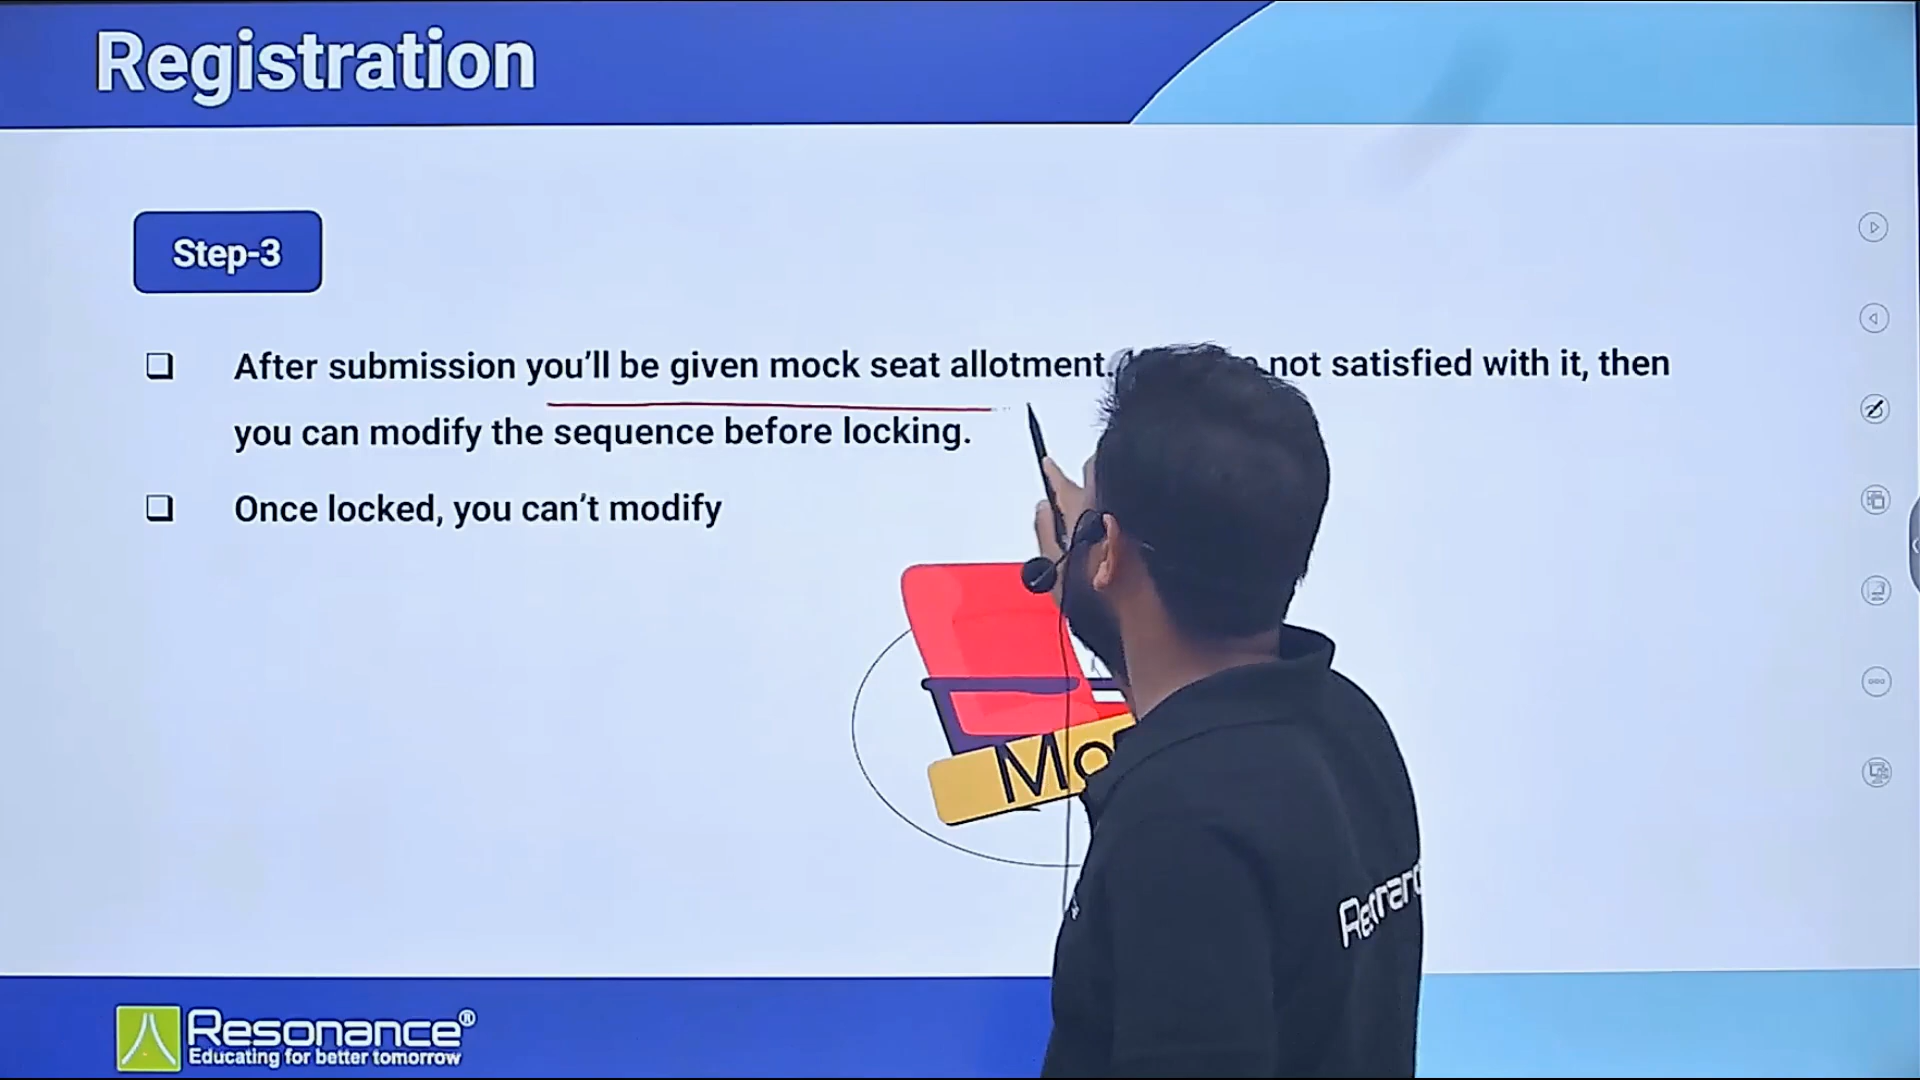 Registration
Step-3
After submission you'll be given mock seat allotment. not satisfied with it, then
you can modify the sequence before locking.
Once locked, you can't modify
Resonance®
Educating for better tomorrow